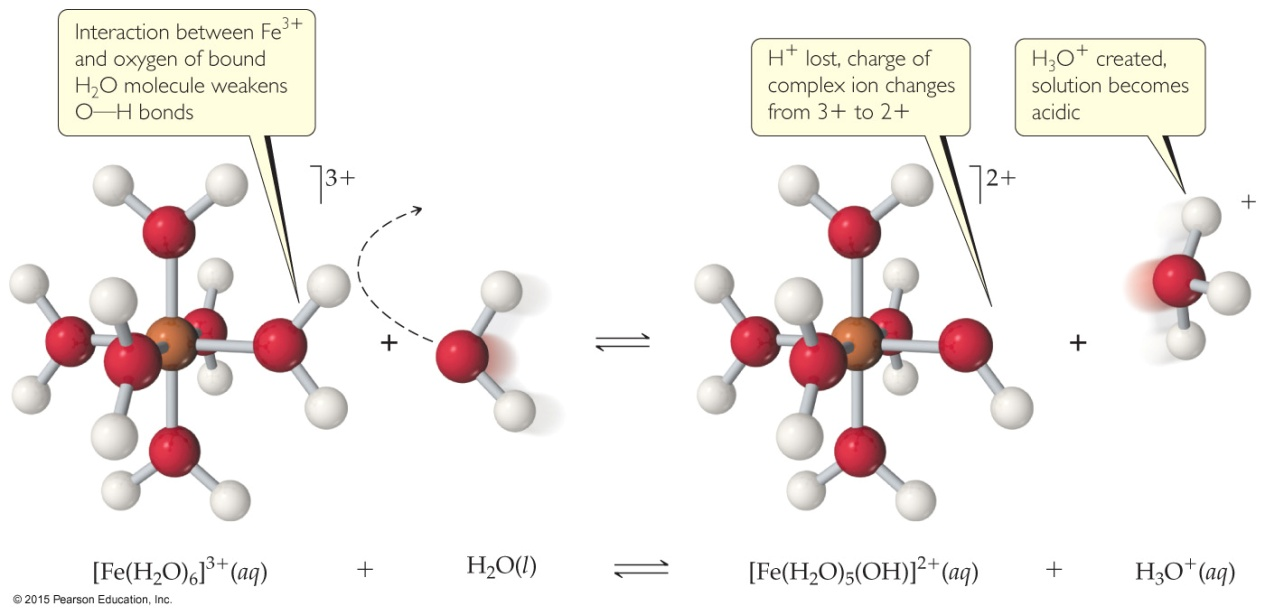 Interaction between Fe³⁺
and oxygen of bound
H₂O molecule weakens
O—H bonds
H⁺ lost, charge of
complex ion changes
from 3+ to 2+
H₃O⁺ created,
solution becomes
acidic
]3+
]2+
+
+
⇌
+
[Fe(H₂O)₆]³⁺(aq) + H₂O(l) ⇌ [Fe(H₂O)₅(OH)]²⁺(aq) + H₃O⁺(aq)
© 2015 Pearson Education, Inc.